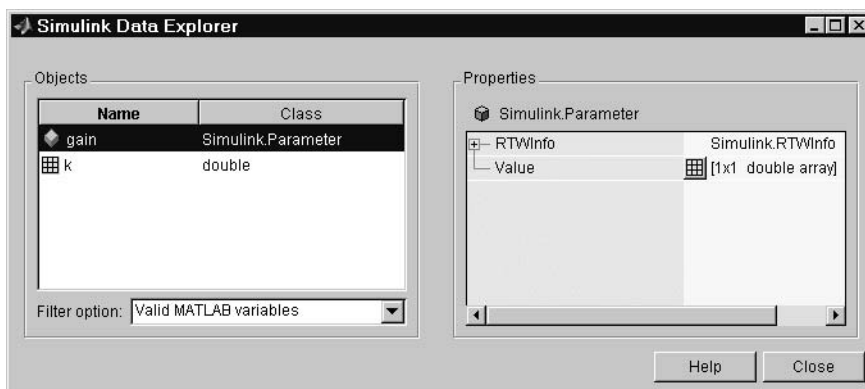 Simulink Data Explorer
Objects
Name Class
gain Simulink.Parameter
k double
Filter option: Valid MATLAB variables
Properties
Simulink.Parameter
RTWInfo Simulink.RTWInfo
Value [1x1 double array]
Help Close